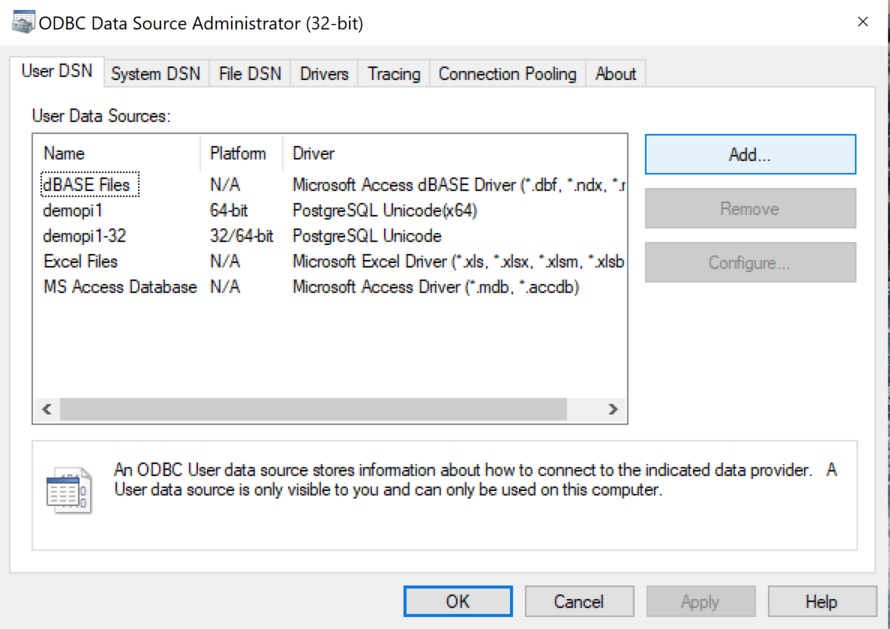 ODBC Data Source Administrator (32-bit)
User DSN System DSN File DSN Drivers Tracing Connection Pooling About
User Data Sources:
Name Platform Driver
dBASE Files N/A Microsoft Access dBASE Driver (*.dbf, *.ndx, *.r
demopi1 64-bit PostgreSQL Unicode(x64)
demopi1-32 32/64-bit PostgreSQL Unicode
Excel Files N/A Microsoft Excel Driver (*.xls, *.xlsx, *.xlsm, *.xlsb
MS Access Database N/A Microsoft Access Driver (*.mdb, *.accdb)
Add...
Remove
Configure...
An ODBC User data source stores information about how to connect to the indicated data provider. A
User data source is only visible to you and can only be used on this computer.
OK Cancel Apply Help